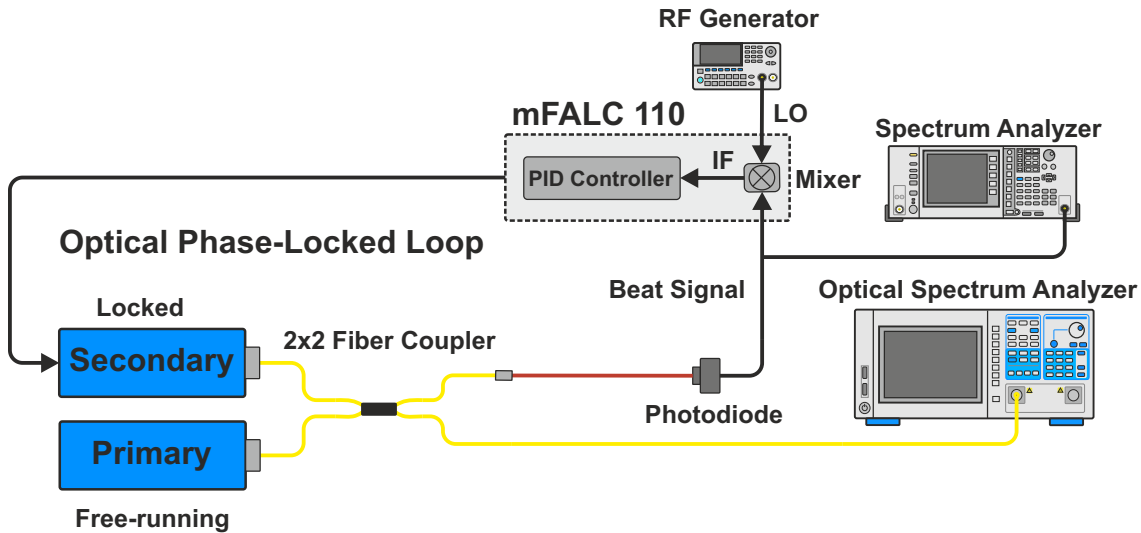 RF Generator
mFALC 110
LO
Spectrum Analyzer
IF
PID Controller
Mixer
Optical Phase-Locked Loop
Beat Signal
Optical Spectrum Analyzer
Locked
2x2 Fiber Coupler
Secondary
Photodiode
Primary
Free-running